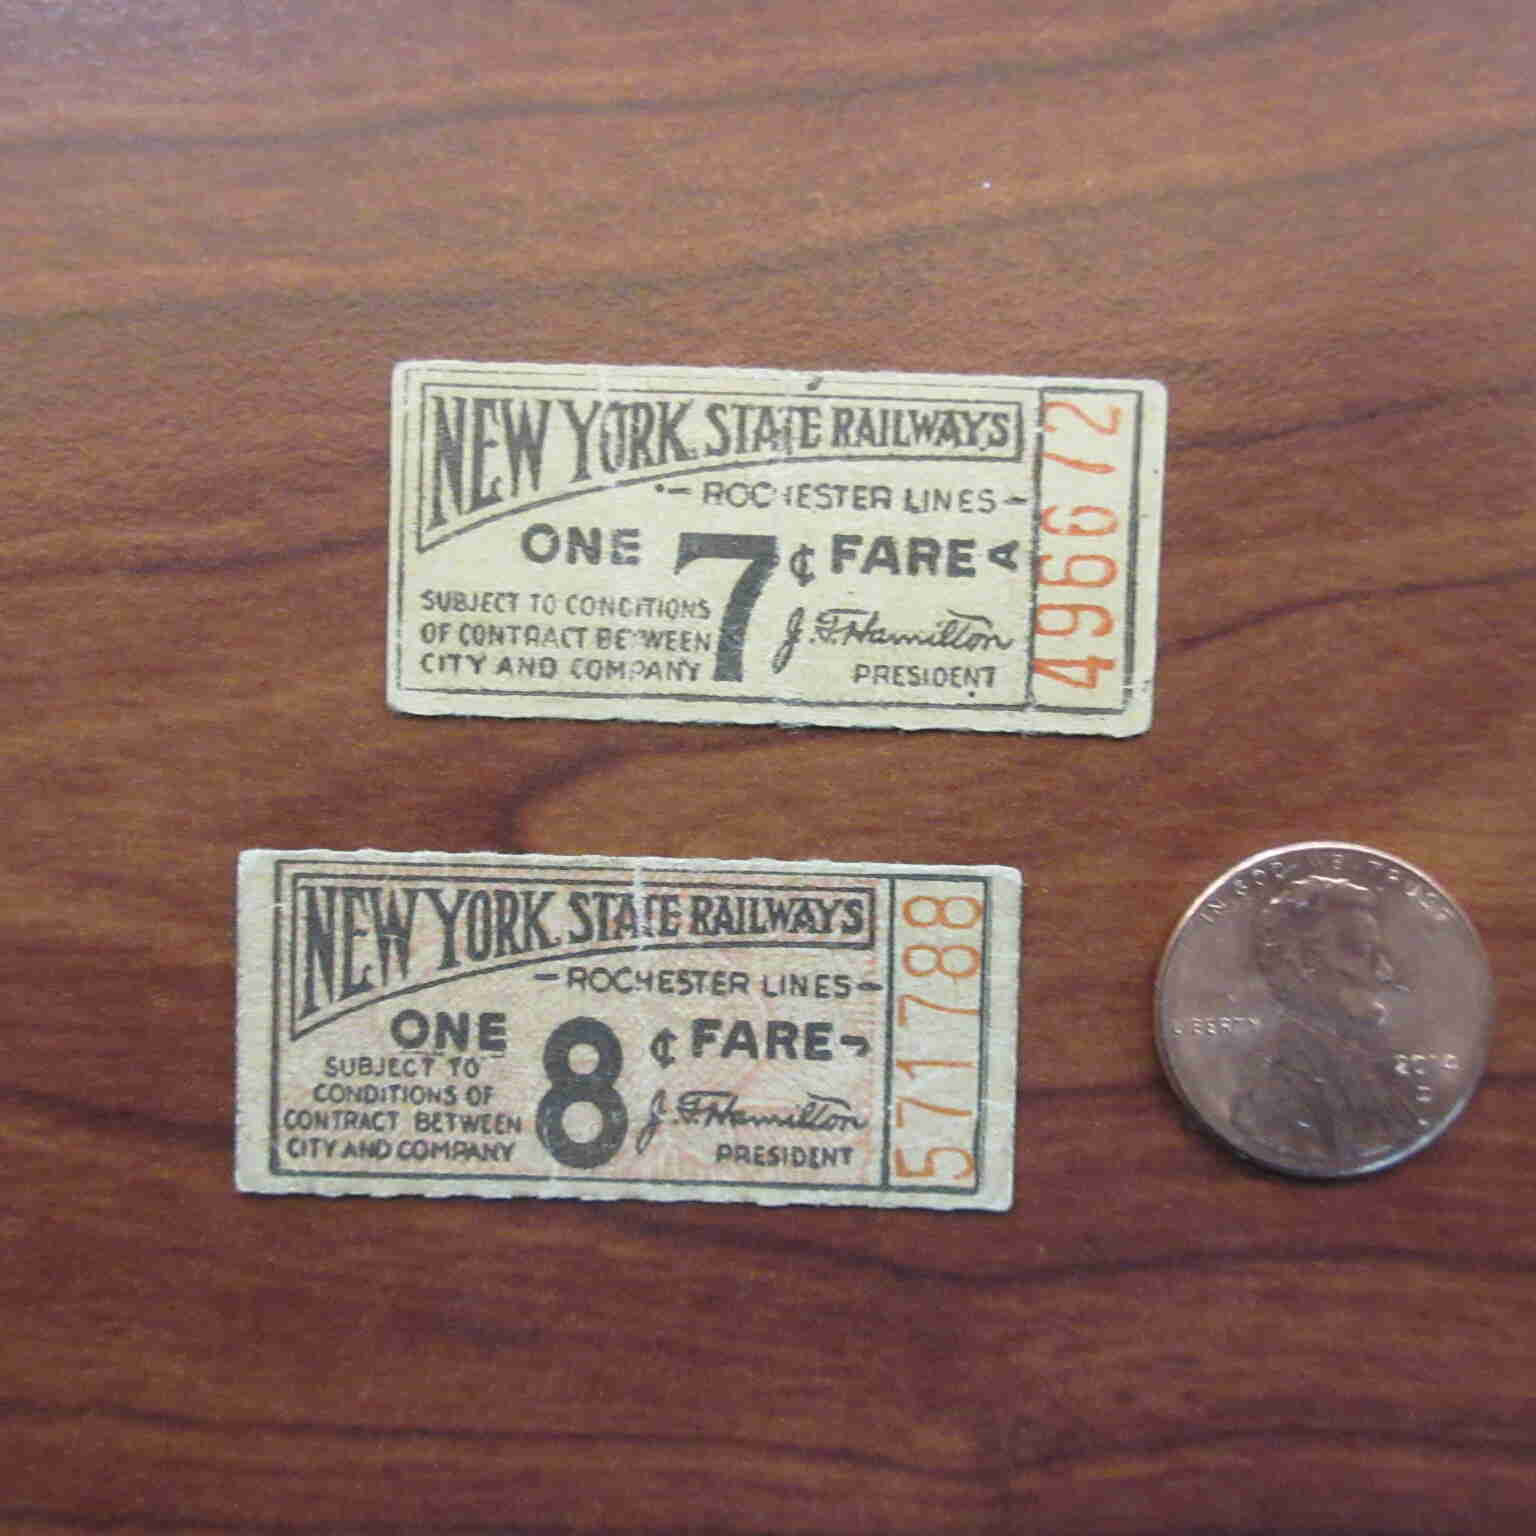 NEW YORK STATE RAILWAYS
- ROCHESTER LINES -
ONE 7¢ FARE A
SUBJECT TO CONDITIONS
OF CONTRACT BETWEEN
CITY AND COMPANY
J. F. Hamilton
PRESIDENT
496672
NEW YORK STATE RAILWAYS
- ROCHESTER LINES -
ONE 8¢ FARE
SUBJECT TO
CONDITIONS OF
CONTRACT BETWEEN
CITY AND COMPANY
J. F. Hamilton
PRESIDENT
571788
IN GOD WE TRUST
LIBERTY